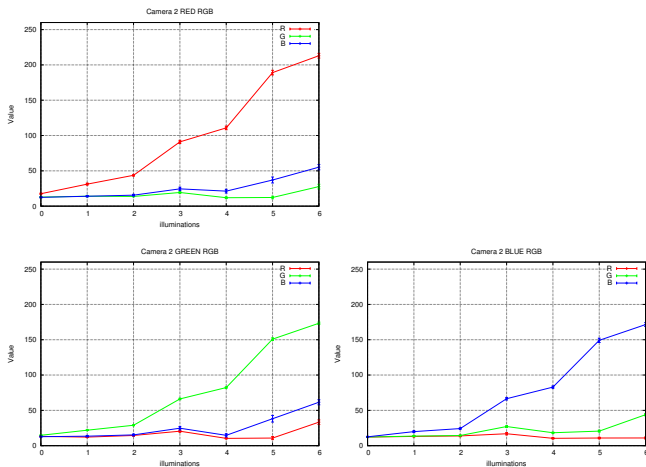 Camera 2 RED RGB
250
200
150
100
50
0
Value
R
G
B
0 1 2 3 4 5 6
illuminations
Camera 2 GREEN RGB
250
200
150
100
50
0
Value
R
G
B
0 1 2 3 4 5 6
illuminations
Camera 2 BLUE RGB
250
200
150
100
50
0
Value
R
G
B
0 1 2 3 4 5 6
illuminations